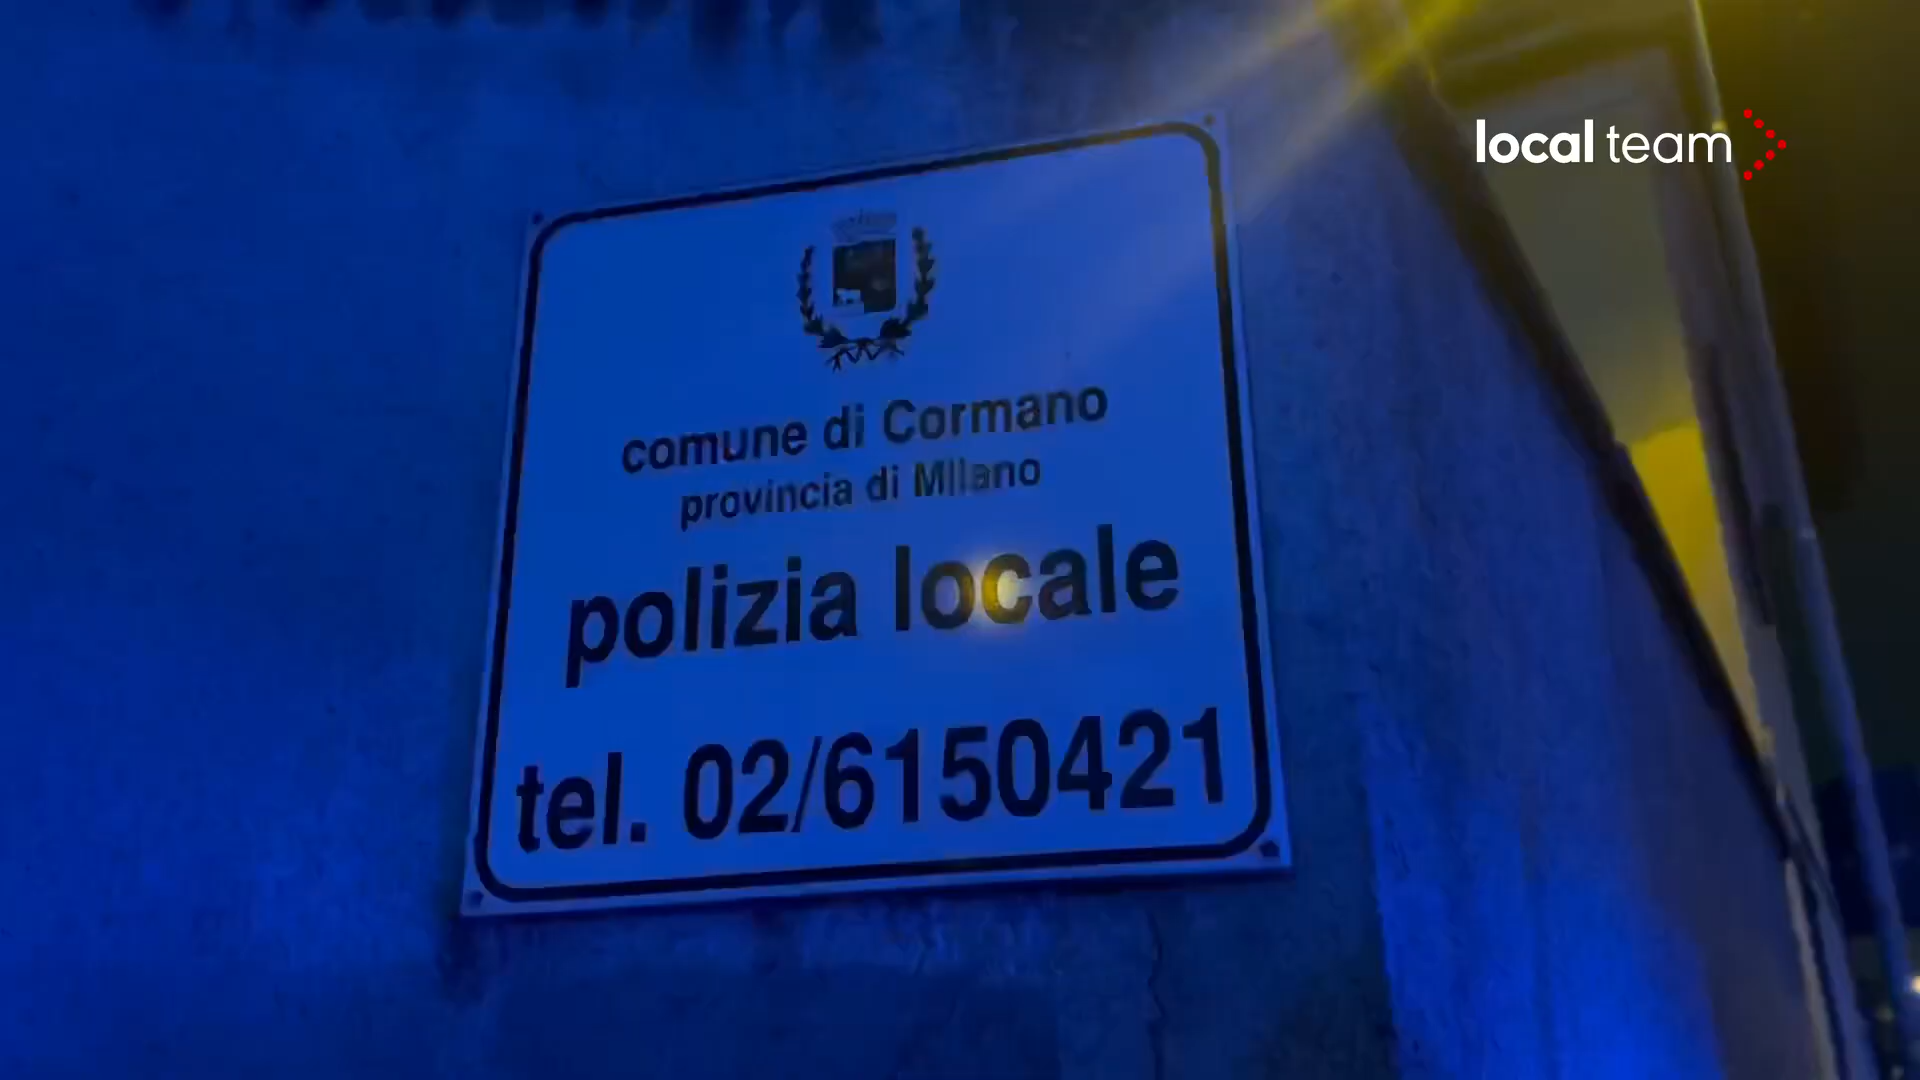 local team
comune di Cormano
provincia di Milano
polizia locale
tel. 02/6150421